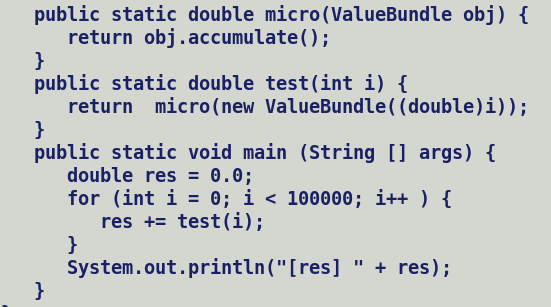 public static double micro(ValueBundle obj) {
return obj.accumulate();
}
public static double test(int i) {
return  micro(new ValueBundle((double)i));
}
public static void main (String [] args) {
double res = 0.0;
for (int i = 0; i < 100000; i++ ) {
res += test(i);
}
System.out.println("[res] " + res);
}
}